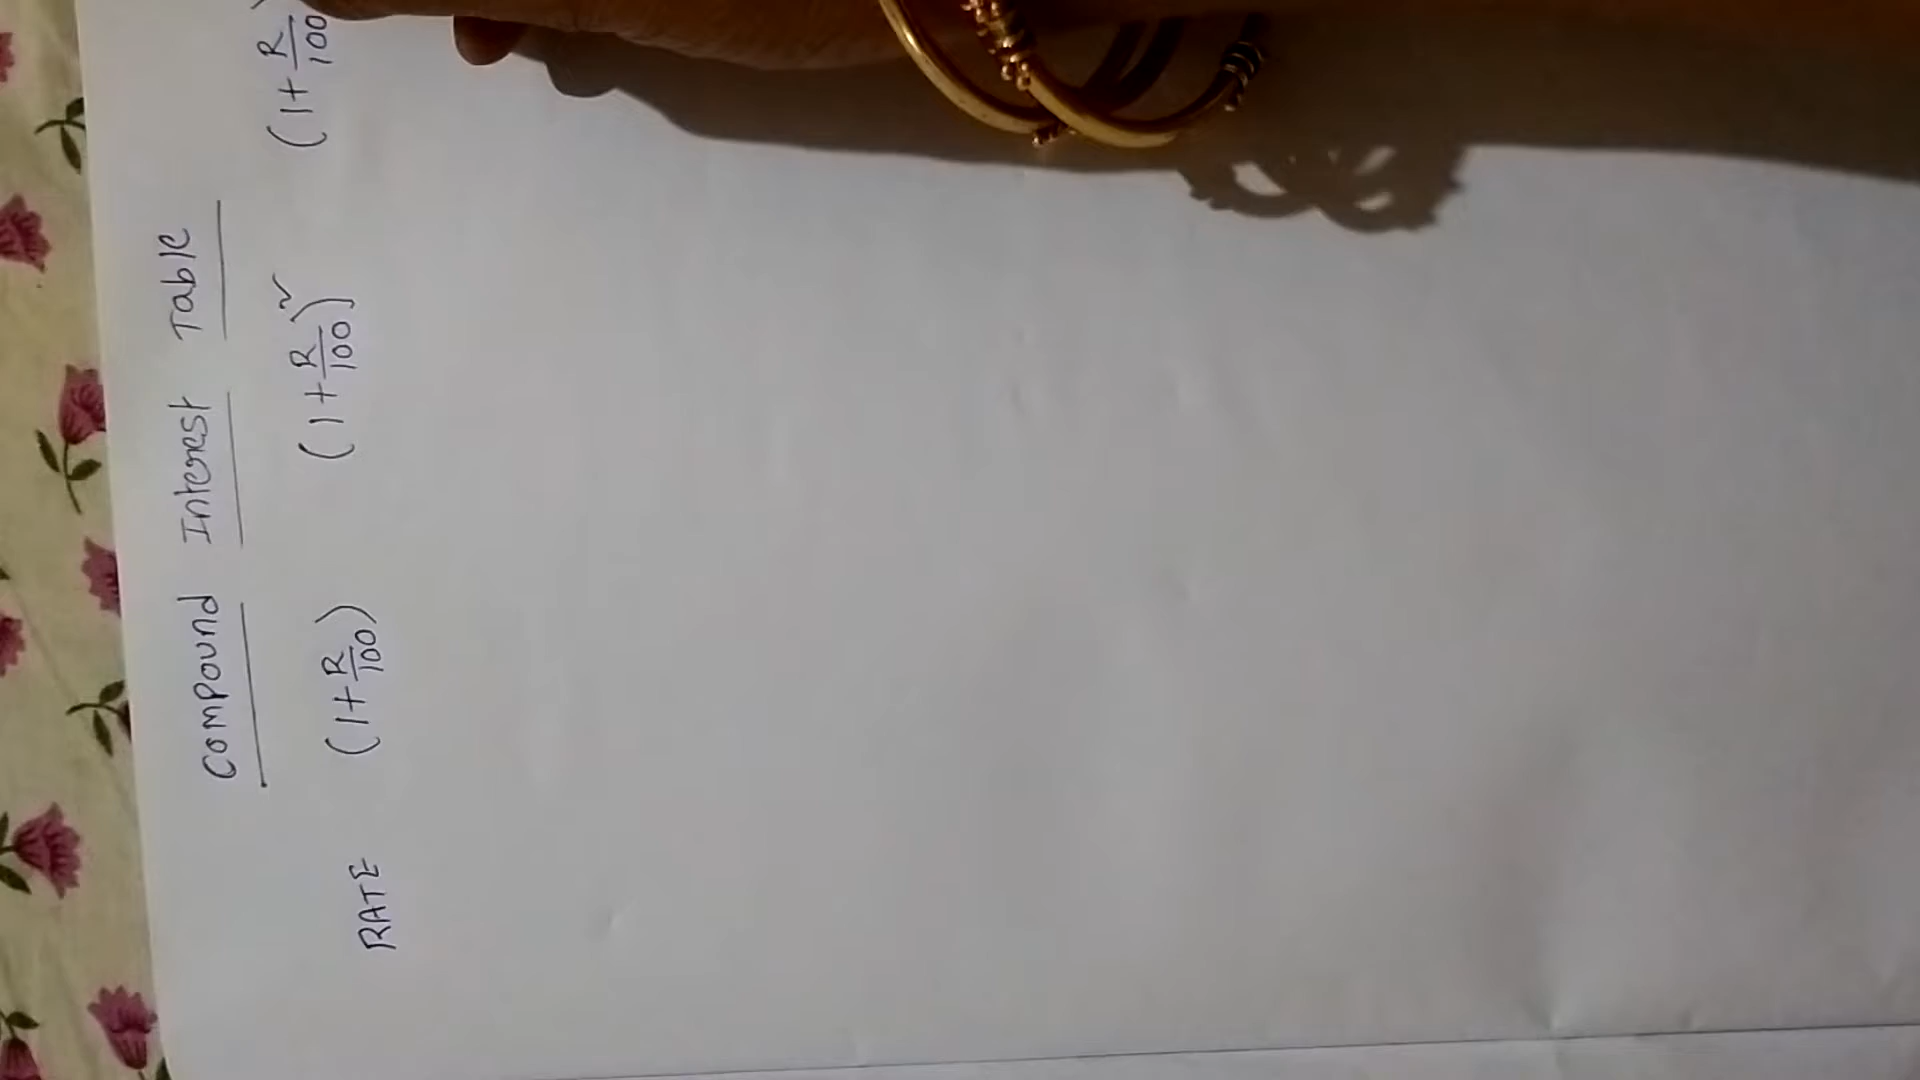 Compound Interest Table
RATE (1+R/100) (1+R/100)² (1+R/100